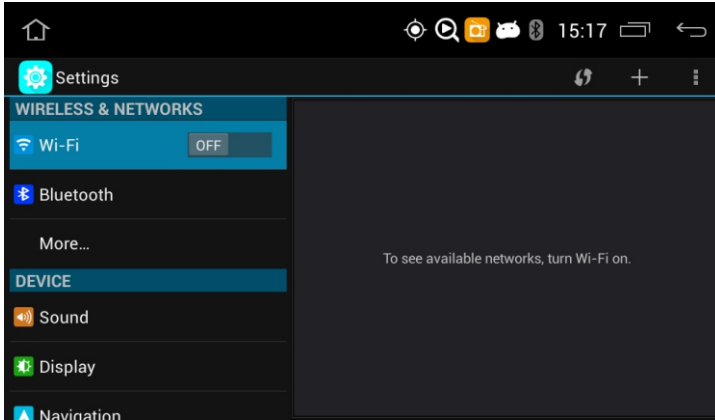 15:17
Settings
WIRELESS & NETWORKS
Wi-Fi OFF
Bluetooth
More...
To see available networks, turn Wi-Fi on.
DEVICE
Sound
Display
Navigation